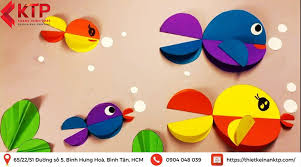 KTP
65/22/51 Đường số 5, Bình Hưng Hoà, Bình Tân, HCM
0904 048 039
https://thietkeinanktp.com